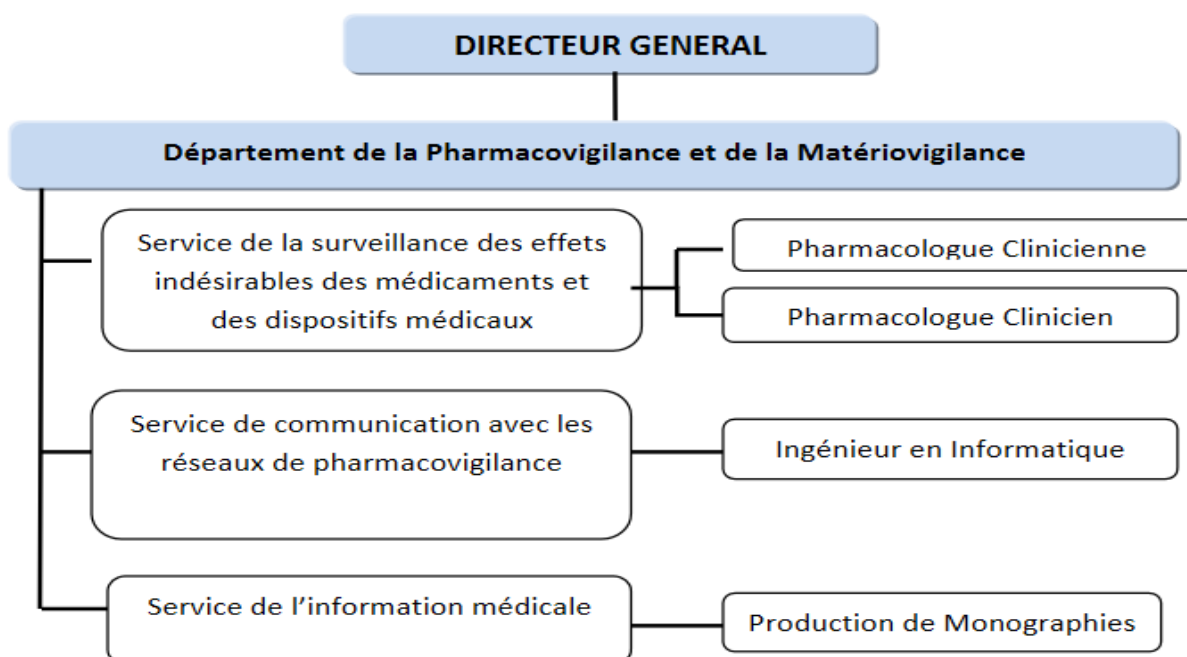 DIRECTEUR GENERAL
Département de la Pharmacovigilance et de la Matériovigilance
Service de la surveillance des effets
indésirables des médicaments et
des dispositifs médicaux
Pharmacologue Clinicienne
Pharmacologue Clinicien
Service de communication avec les
réseaux de pharmacovigilance
Ingénieur en Informatique
Service de l’information médicale
Production de Monographies